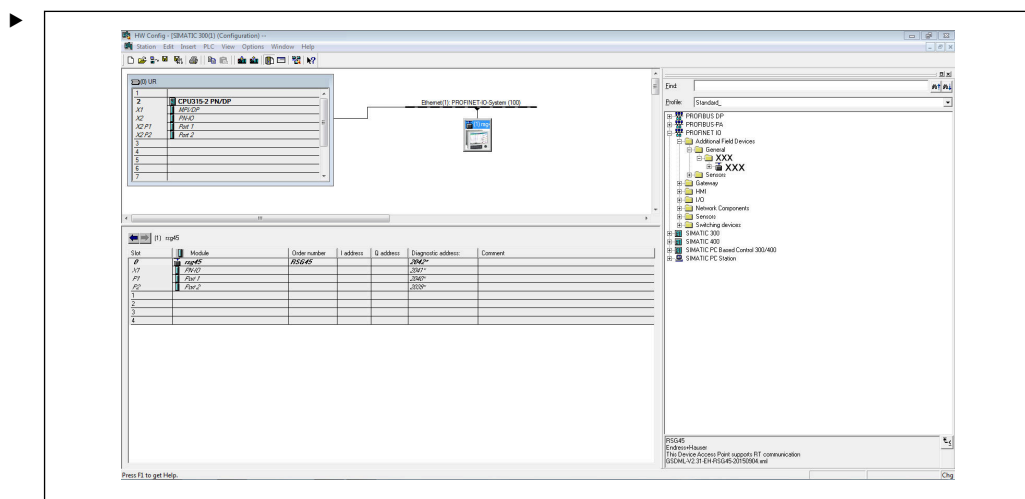 HW Config - [SIMATIC 300(1) (Configuration) --
Station Edit Insert PLC View Options Window Help
(0) UR
1
2 CPU315-2 PN/DP
X1 MPI/DP
X2 PN-IO
X2 P1 Port 1
X2 P2 Port 2
3
4
5
6
7
Ethernet(1): PROFINET-IO-System (100)
(1) rsg4
Find:
Profile: Standard_
PROFIBUS DP
PROFIBUS-PA
PROFINET IO
Additional Field Devices
General
XXX
XXX
Sensors
Gateway
HMI
I/O
Network Components
Sensors
Switching devices
SIMATIC 300
SIMATIC 400
SIMATIC PC Based Control 300/400
SIMATIC PC Station
(1) rsg45
Slot Module Order number I address Q address Diagnostic address: Comment
0 rsg45 RSG45 2042*
X1 PN-IO 2041*
P1 Port 1 2040*
P2 Port 2 2039*
1
2
3
4
RSG45
Endress+Hauser
This Device Access Point supports RT communication
GSDML-V2.31-EH-RSG45-20150904.xml
Press F1 to get Help.
Chg